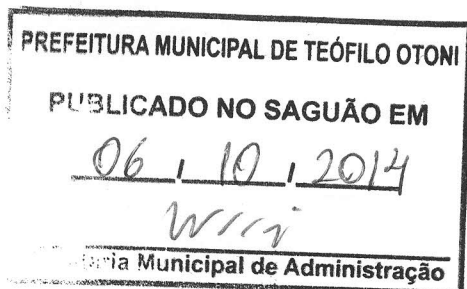 PREFEITURA MUNICIPAL DE TEÓFILO OTONI
PUBLICADO NO SAGUÃO EM
06 / 10 / 2014
Municipal de Administração